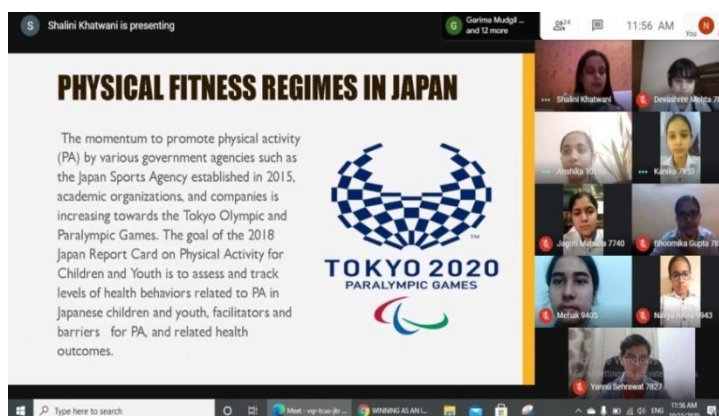 S Shalini Khatwani is presenting
G Garima Mudgil ...
and 12 more
24
11:56 AM
You
N
PHYSICAL FITNESS REGIMES IN JAPAN
The momentum to promote physical activity
(PA) by various government agencies such as
the Japan Sports Agency established in 2015,
academic organizations, and companies is
increasing towards the Tokyo Olympic and
Paralympic Games. The goal of the 2018
Japan Report Card on Physical Activity for
Children and Youth is to assess and track
levels of health behaviors related to PA in
Japanese children and youth, facilitators and
barriers for PA, and related health
outcomes.
TM
TOKYO 2020
PARALYMPIC GAMES
Shalini Khatwani
Devashree Mehta
Kanika 7953
Bhoomika Gupta
Mehak 9405
Yannu Sehrawat 7827
Type here to search
Meet -
WINNING AS AN I...
ENG
11:56 AM